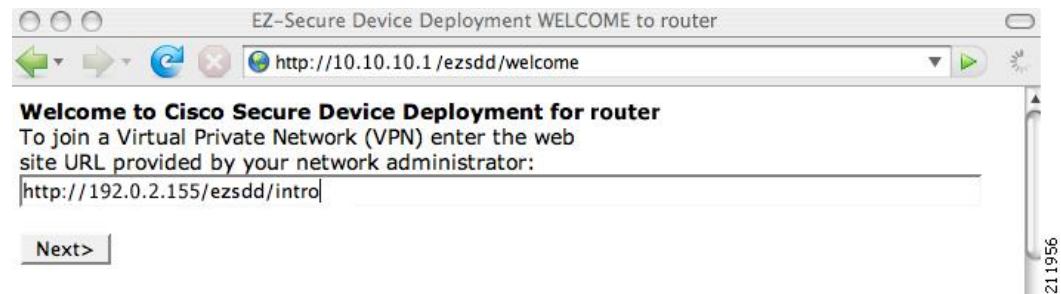 EZ-Secure Device Deployment WELCOME to router
http://10.10.10.1/ezsdd/welcome
Welcome to Cisco Secure Device Deployment for router
To join a Virtual Private Network (VPN) enter the web
site URL provided by your network administrator:
http://192.0.2.155/ezsdd/intro
Next>
211956